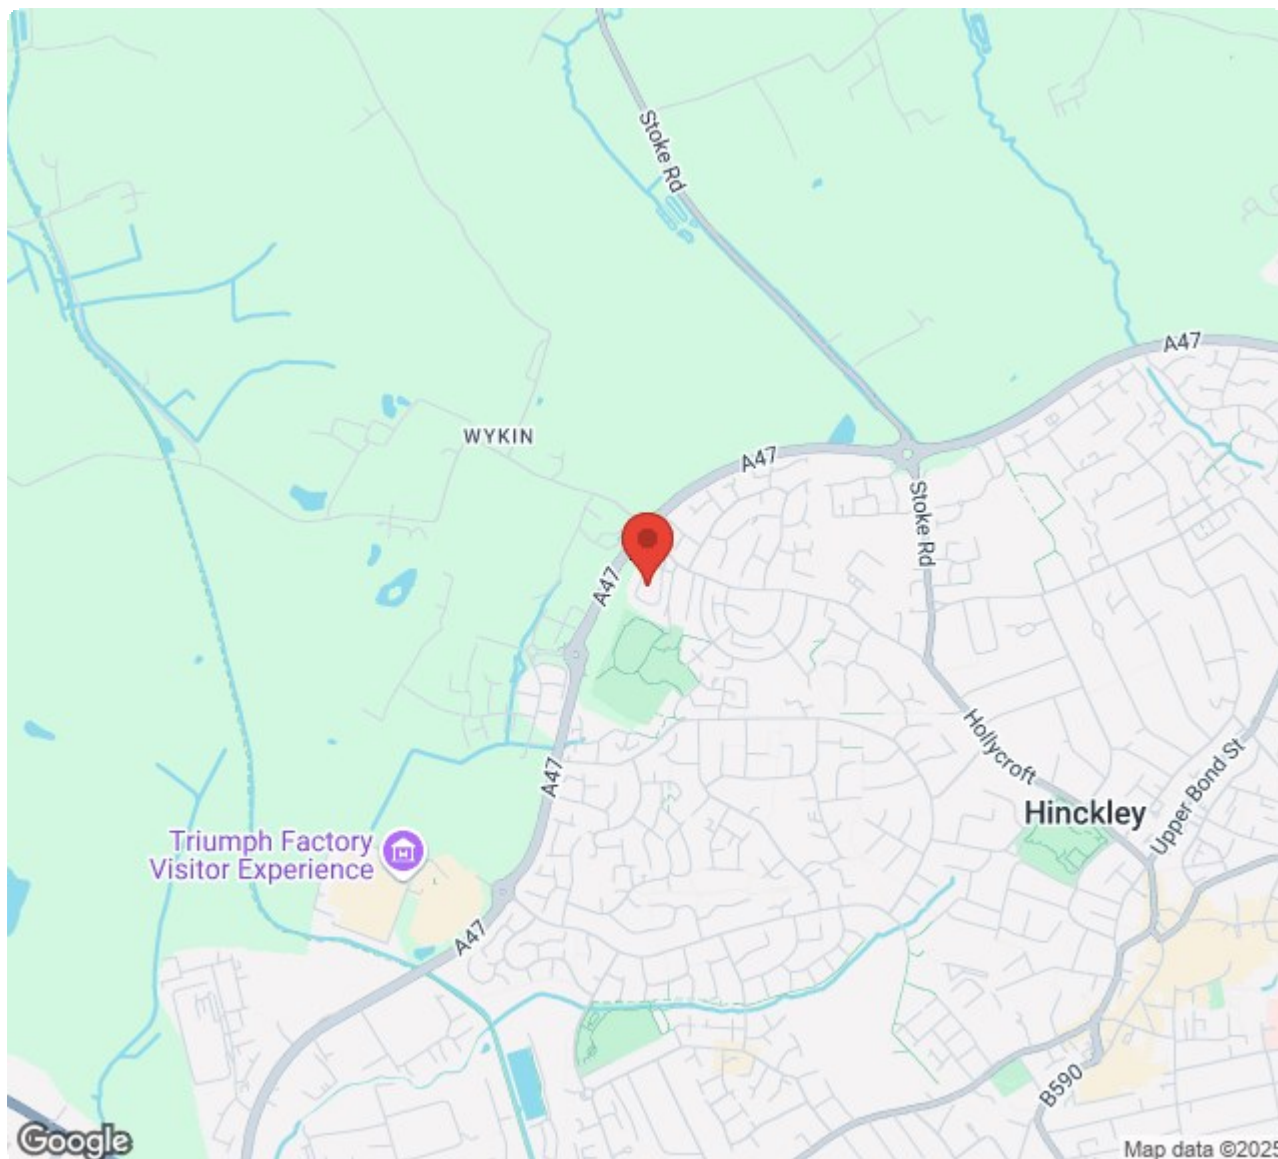 Stoke Rd
A47
WYKIN
A47
Stoke Rd
A47
Hollycroft
A47
Upper Bond St
Hinckley
Triumph Factory
Visitor Experience
A47
B590
Google
Map data ©2025